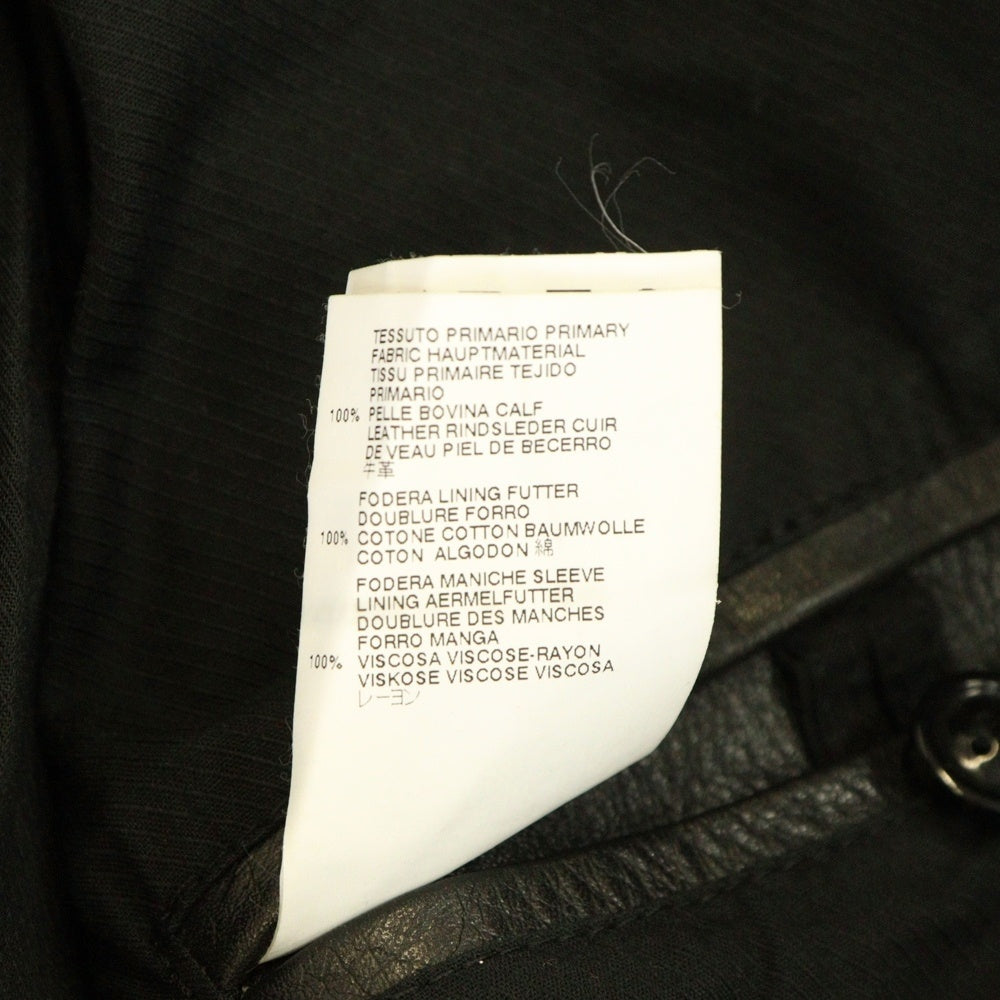 TESSUTO PRIMARIO PRIMARY
FABRIC HAUPTMATERIAL
TISSU PRIMAIRE TEJIDO
PRIMARIO
100% PELLE BOVINA CALF
LEATHER RINDSLEDER CUIR
DE VEAU PIEL DE BECERRO
牛革
FODERA LINING FUTTER
DOUBLURE FORRO
100% COTONE COTTON BAUMWOLLE
COTON ALGODON 綿
FODERA MANICHE SLEEVE
LINING AERMELFUTTER
DOUBLURE DES MANCHES
FORRO MANGA
100% VISCOSA VISCOSE-RAYON
VISKOSE VISCOSE VISCOSA
レーヨン